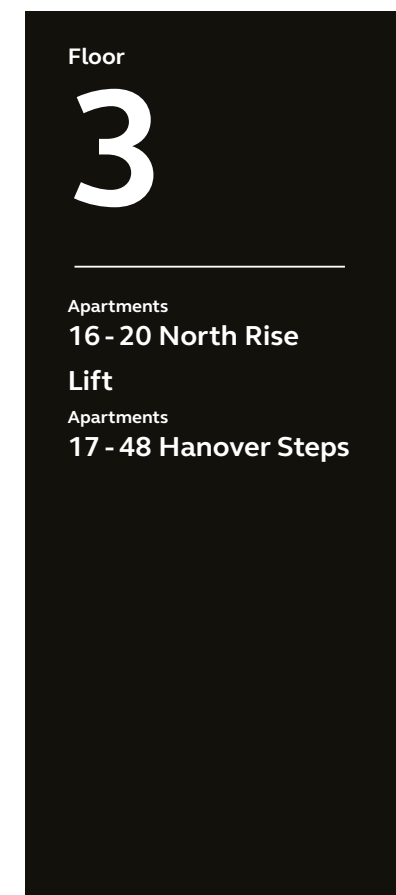 Floor
3
Apartments
16 - 20 North Rise
Lift
Apartments
17 - 48 Hanover Steps